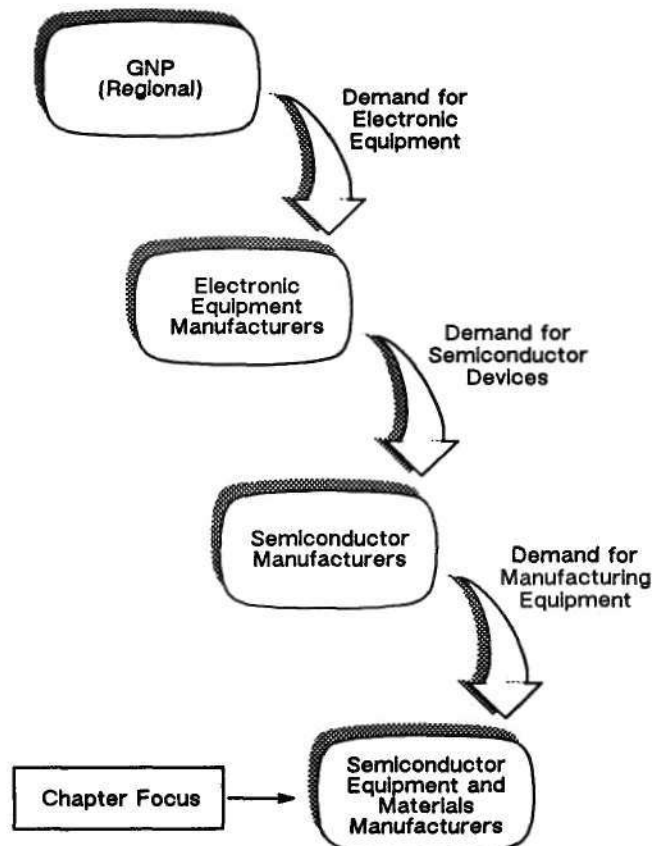 GNP
(Regional)
Demand for
Electronic
Equipment
Electronic
Equipment
Manufacturers
Demand for
Semiconductor
Devices
Semiconductor
Manufacturers
Demand for
Manufacturing
Equipment
Chapter Focus
Semiconductor
Equipment and
Materials
Manufacturers